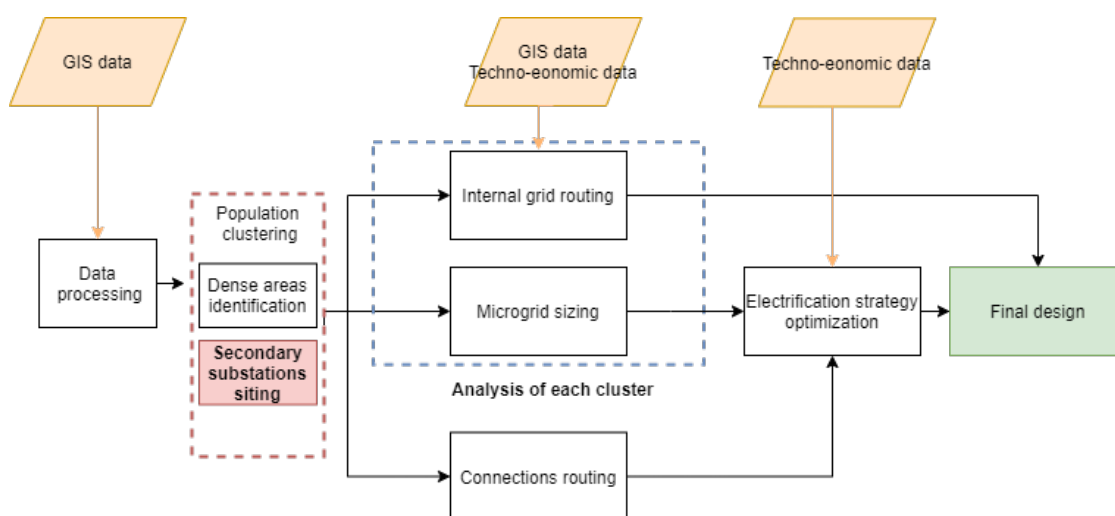 GIS data
GIS data
Techno-eonomic data
Techno-eonomic data
Population
clustering
Internal grid routing
Data
processing
Dense areas
identification
Microgrid sizing
Electrification strategy
optimization
Final design
Secondary
substations
siting
Analysis of each cluster
Connections routing